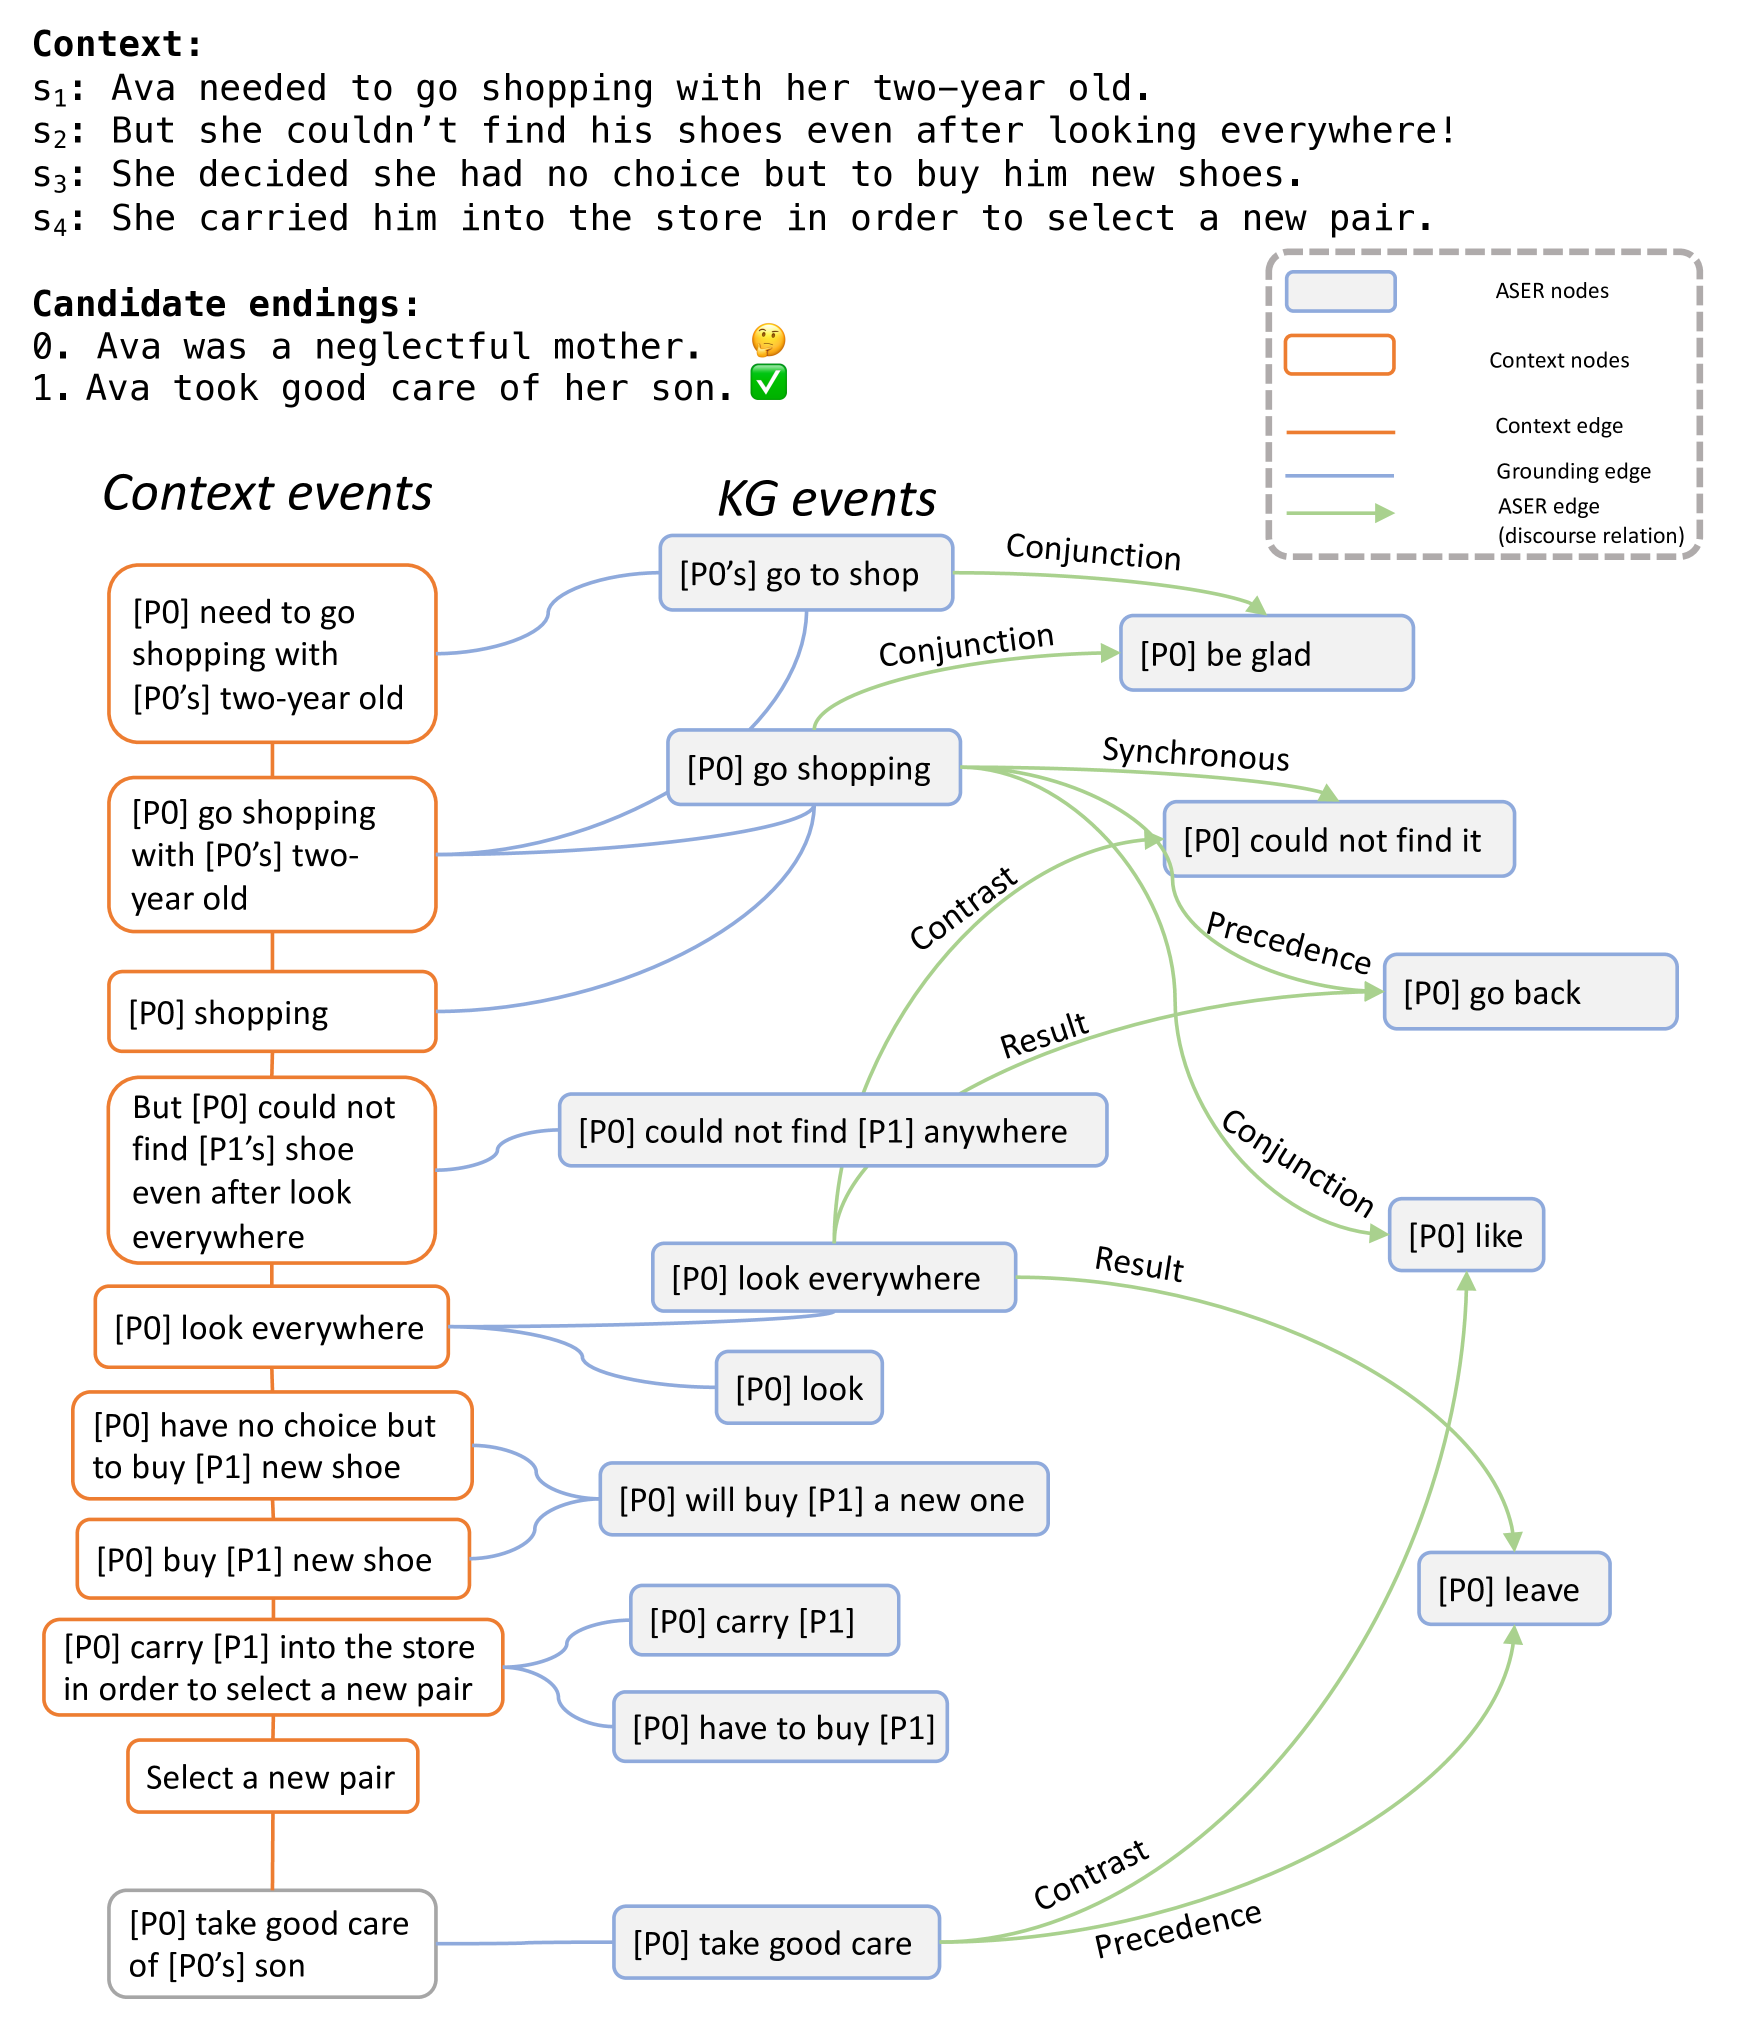 Context:
s₁: Ava needed to go shopping with her two–year old.
s₂: But she couldn’t find his shoes even after looking everywhere!
s₃: She decided she had no choice but to buy him new shoes.
s₄: She carried him into the store in order to select a new pair.
Candidate endings:
0. Ava was a neglectful mother.
1. Ava took good care of her son.
ASER nodes
Context nodes
Context edge
Grounding edge
ASER edge
(discourse relation)
Context events
KG events
[P0] need to go
shopping with
[P0’s] two-year old
[P0] go shopping
with [P0’s] two-
year old
[P0] shopping
But [P0] could not
find [P1’s] shoe
even after look
everywhere
[P0] look everywhere
[P0] have no choice but
to buy [P1] new shoe
[P0] buy [P1] new shoe
[P0] carry [P1] into the store
in order to select a new pair
Select a new pair
[P0] take good care
of [P0’s] son
[P0’s] go to shop
[P0] go shopping
[P0] could not find [P1] anywhere
[P0] look everywhere
[P0] look
[P0] will buy [P1] a new one
[P0] carry [P1]
[P0] have to buy [P1]
[P0] take good care
Conjunction
Conjunction
[P0] be glad
Synchronous
[P0] could not find it
Contrast
Precedence
[P0] go back
Result
Conjunction
[P0] like
Result
[P0] leave
Contrast
Precedence